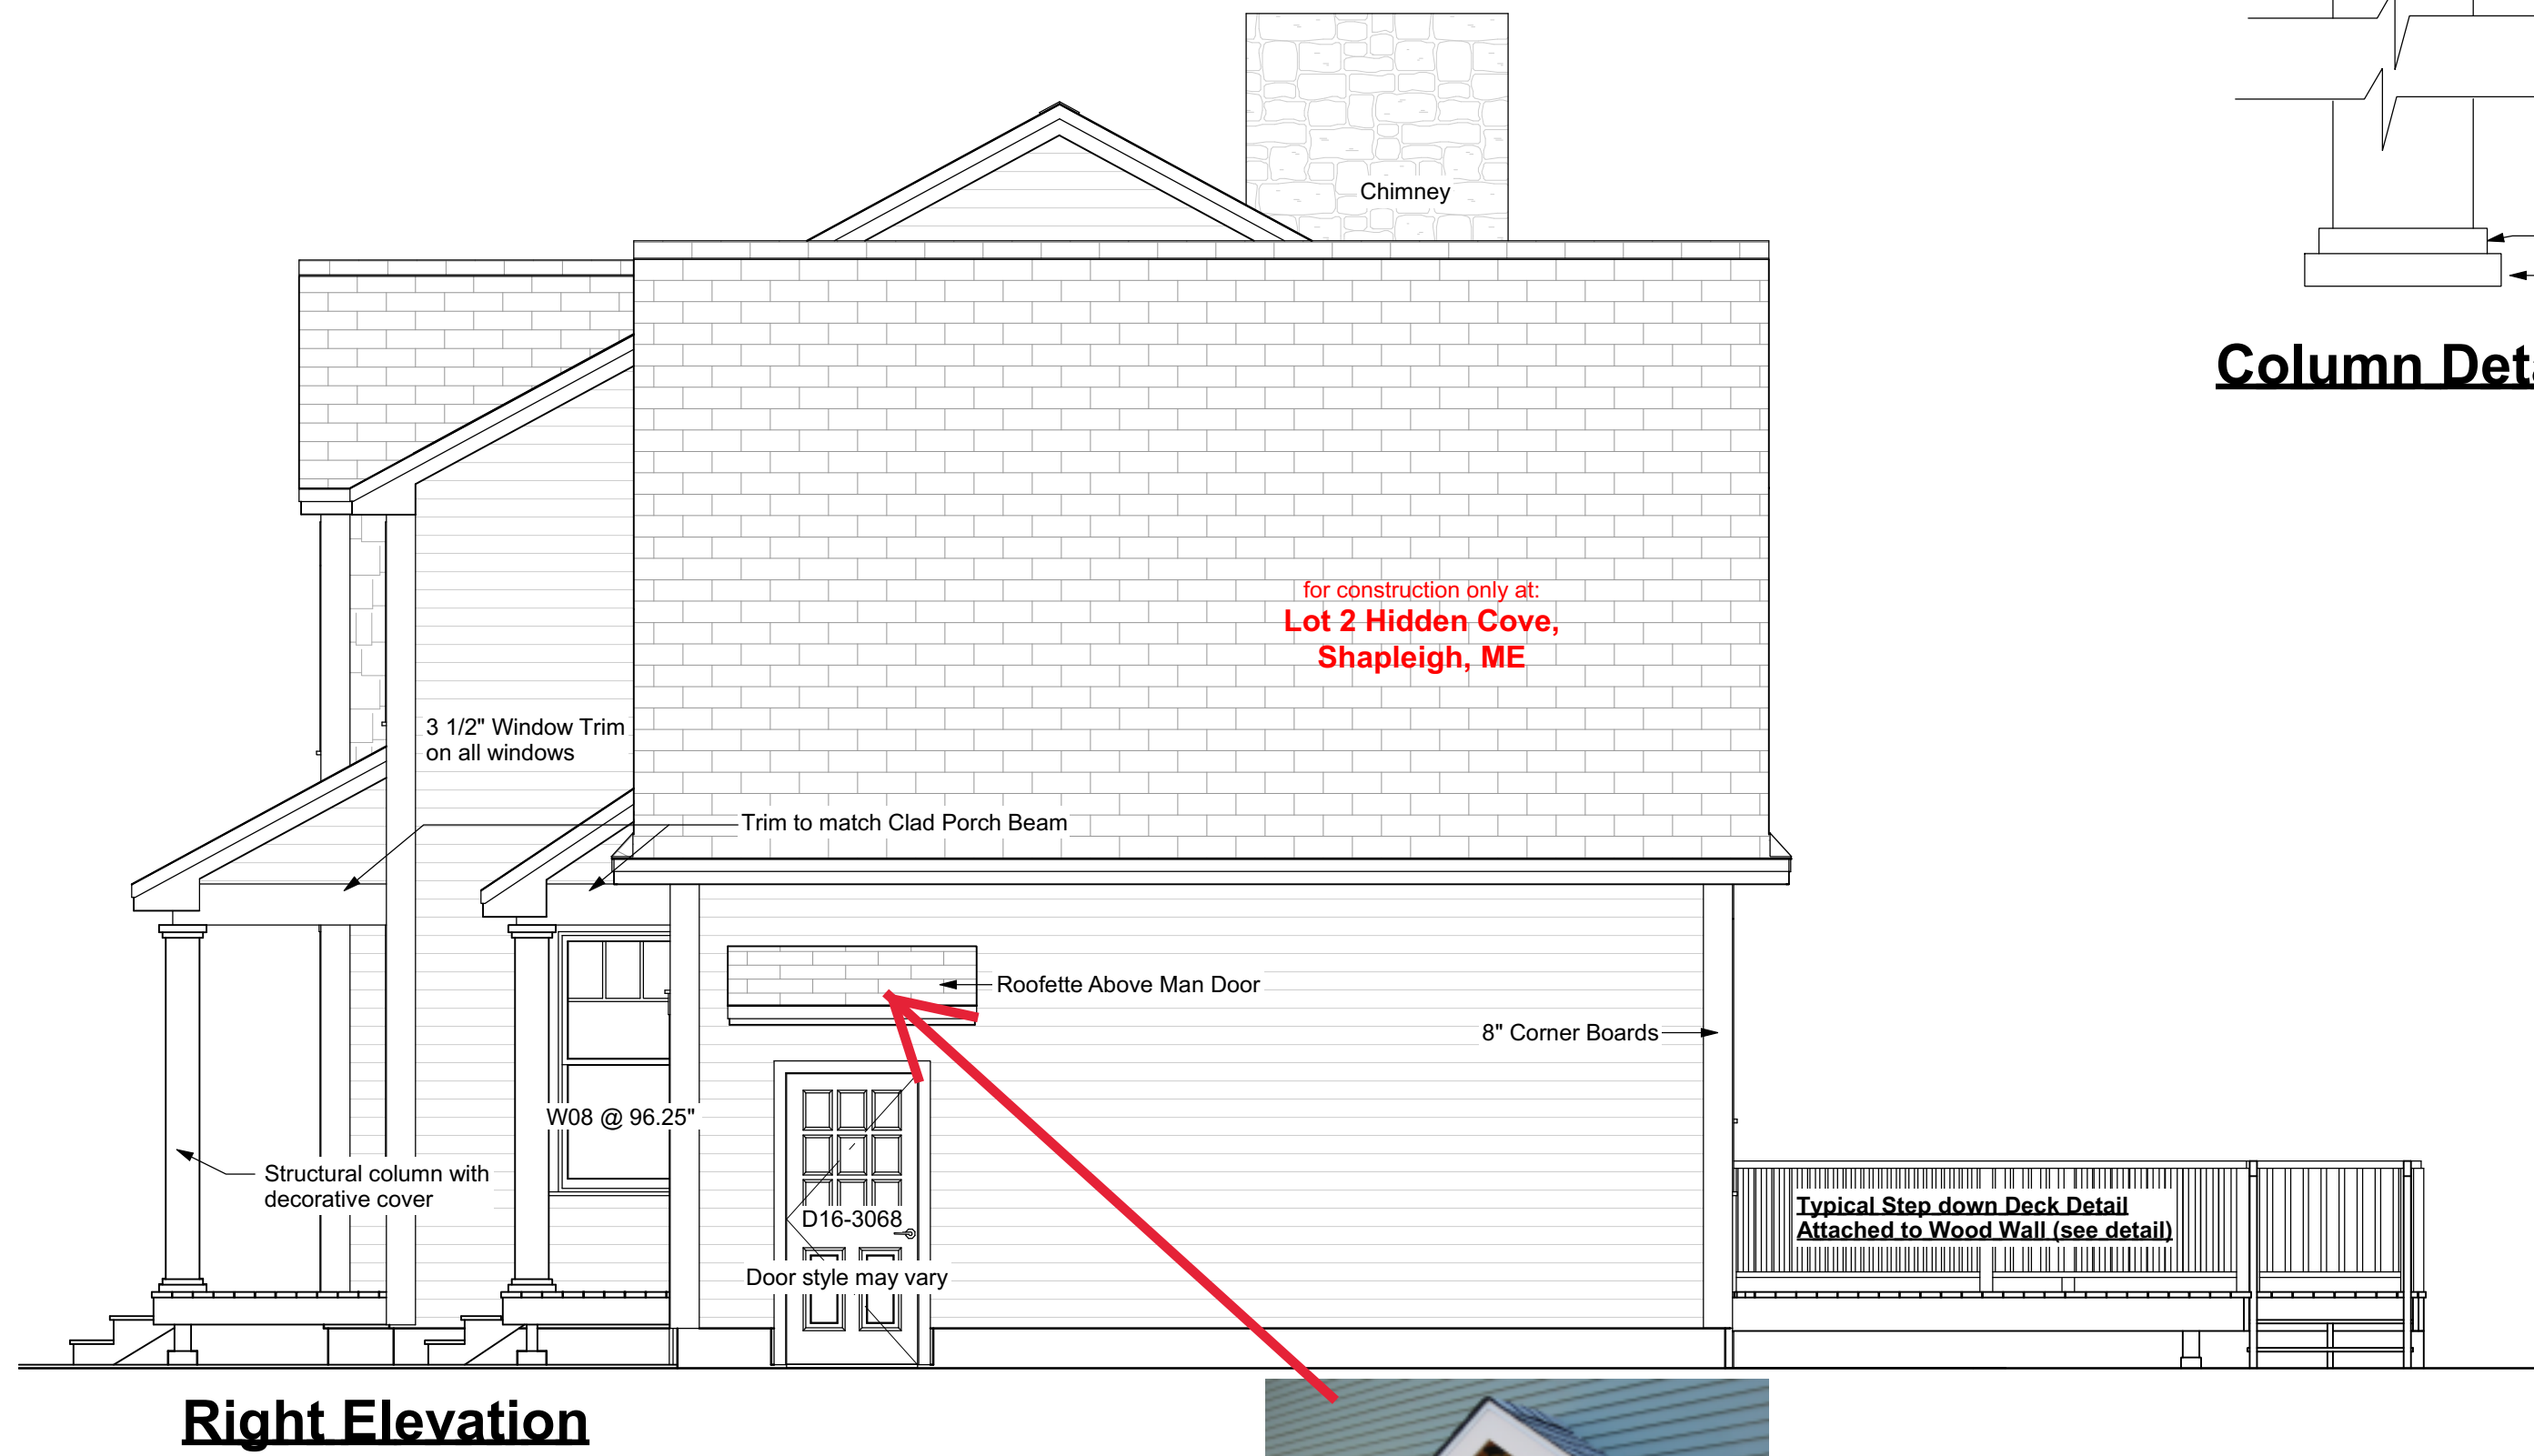 Chimney
Column Deta
for construction only at:
Lot 2 Hidden Cove,
Shapleigh, ME
3 1/2" Window Trim
on all windows
Trim to match Clad Porch Beam
Roofette Above Man Door
8" Corner Boards
W08 @ 96.25"
Structural column with
decorative cover
D16-3068
Door style may vary
Typical Step down Deck Detail
Attached to Wood Wall (see detail)
Right Elevation